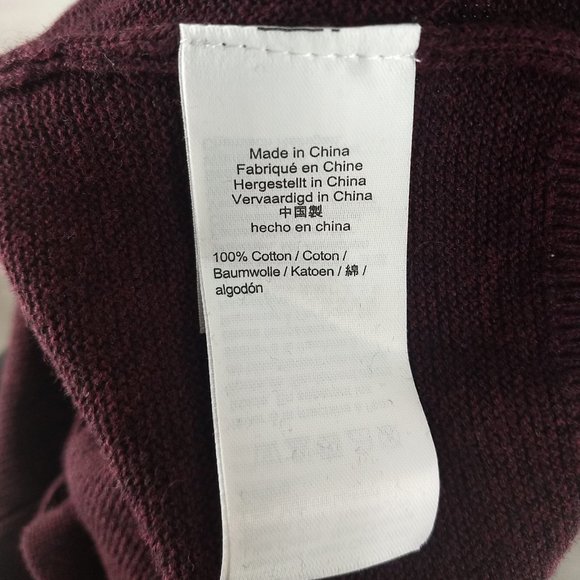 Made in China
Fabriqué en Chine
Hergestellt in China
Vervaardigd in China
中国製
hecho en china
100% Cotton / Coton /
Baumwolle / Katoen / 綿 /
algodón